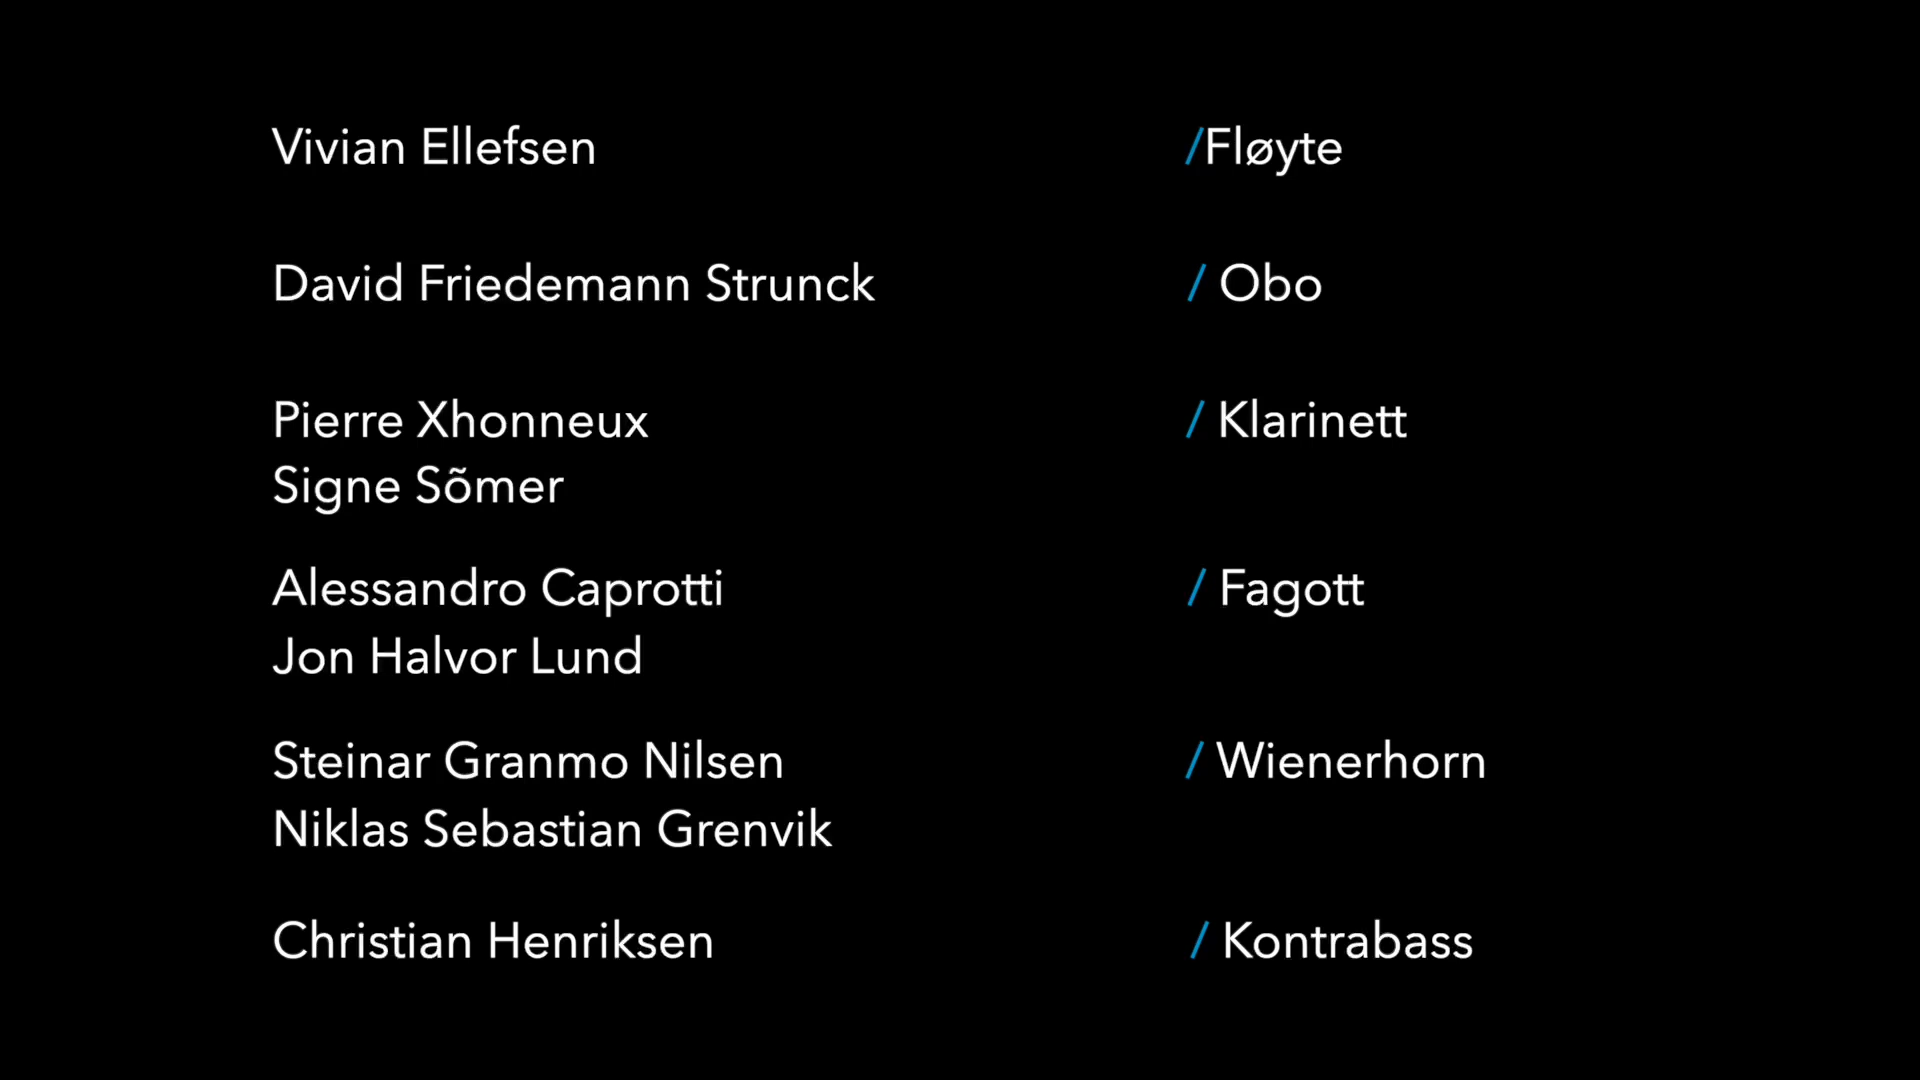 Vivian Ellefsen /Fløyte
David Friedemann Strunck / Obo
Pierre Xhonneux / Klarinett
Signe Sõmer
Alessandro Caprotti / Fagott
Jon Halvor Lund
Steinar Granmo Nilsen / Wienerhorn
Niklas Sebastian Grenvik
Christian Henriksen / Kontrabass